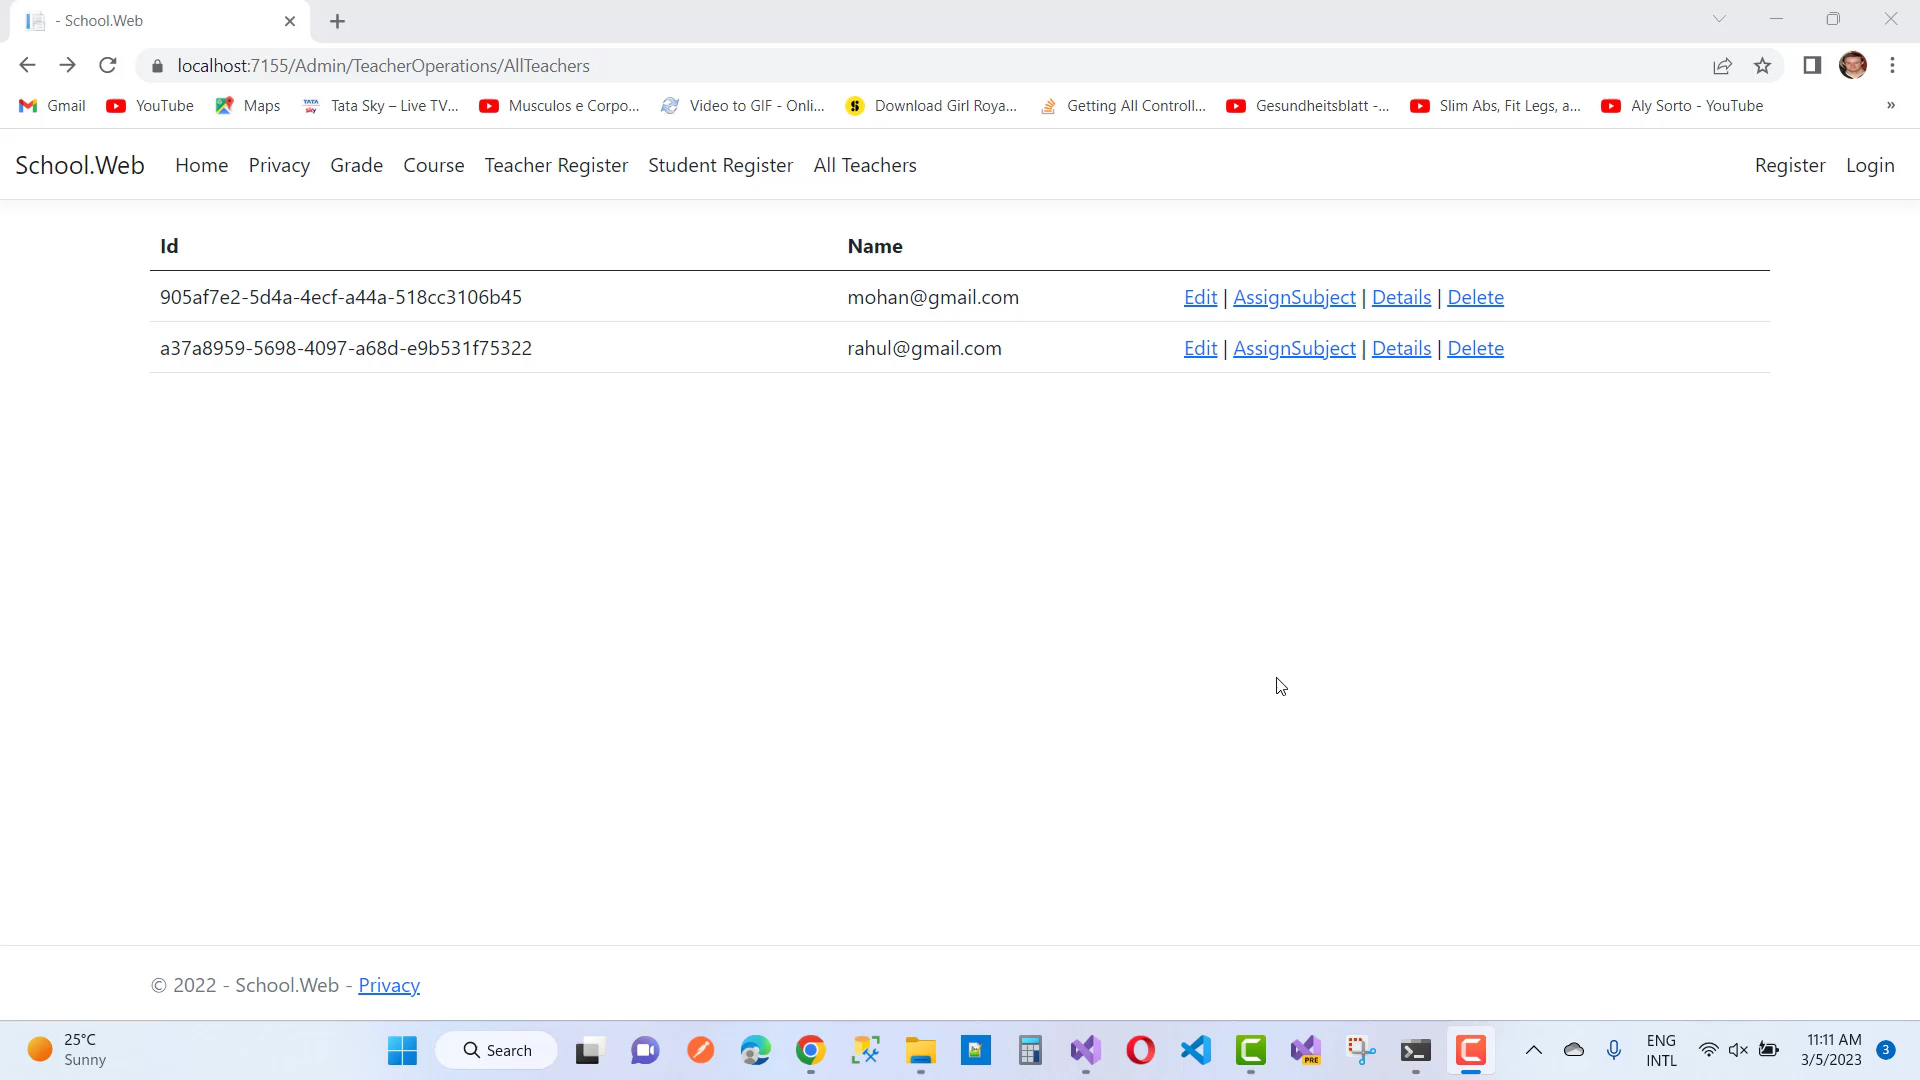 - School.Web
localhost:7155/Admin/TeacherOperations/AllTeachers
Gmail YouTube Maps Tata Sky – Live TV... Musculos e Corpo... Video to GIF - Onli... Download Girl Roya... Getting All Controll... Gesundheitsblatt -... Slim Abs, Fit Legs, a... Aly Sorto - YouTube »
School.Web Home Privacy Grade Course Teacher Register Student Register All Teachers Register Login
Id Name
905af7e2-5d4a-4ecf-a44a-518cc3106b45 mohan@gmail.com Edit | AssignSubject | Details | Delete
a37a8959-5698-4097-a68d-e9b531f75322 rahul@gmail.com Edit | AssignSubject | Details | Delete
© 2022 - School.Web - Privacy
25°C
Sunny
Search
PRE
ENG
INTL
11:11 AM
3/5/2023
3